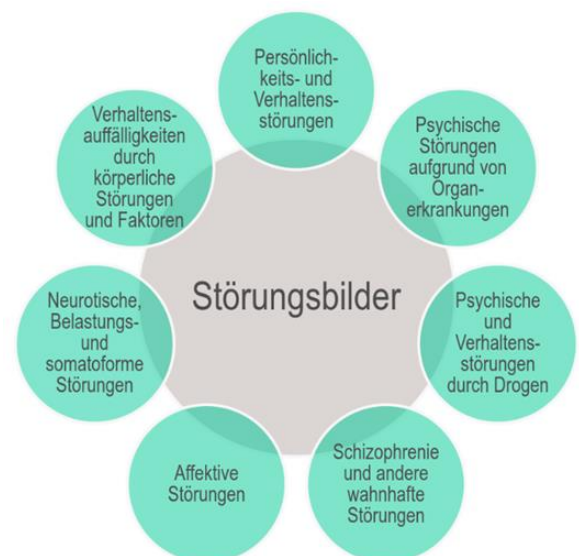 Persönlich-
keits- und
Verhaltens-
störungen
Psychische
Störungen
aufgrund von
Organ-
erkrankungen
Psychische
und
Verhaltens-
störungen
durch Drogen
Schizophrenie
und andere
wahnhafte
Störungen
Affektive
Störungen
Neurotische,
Belastungs-
und
somatoforme
Störungen
Verhaltens-
auffälligkeiten
durch
körperliche
Störungen
und Faktoren
Störungsbilder